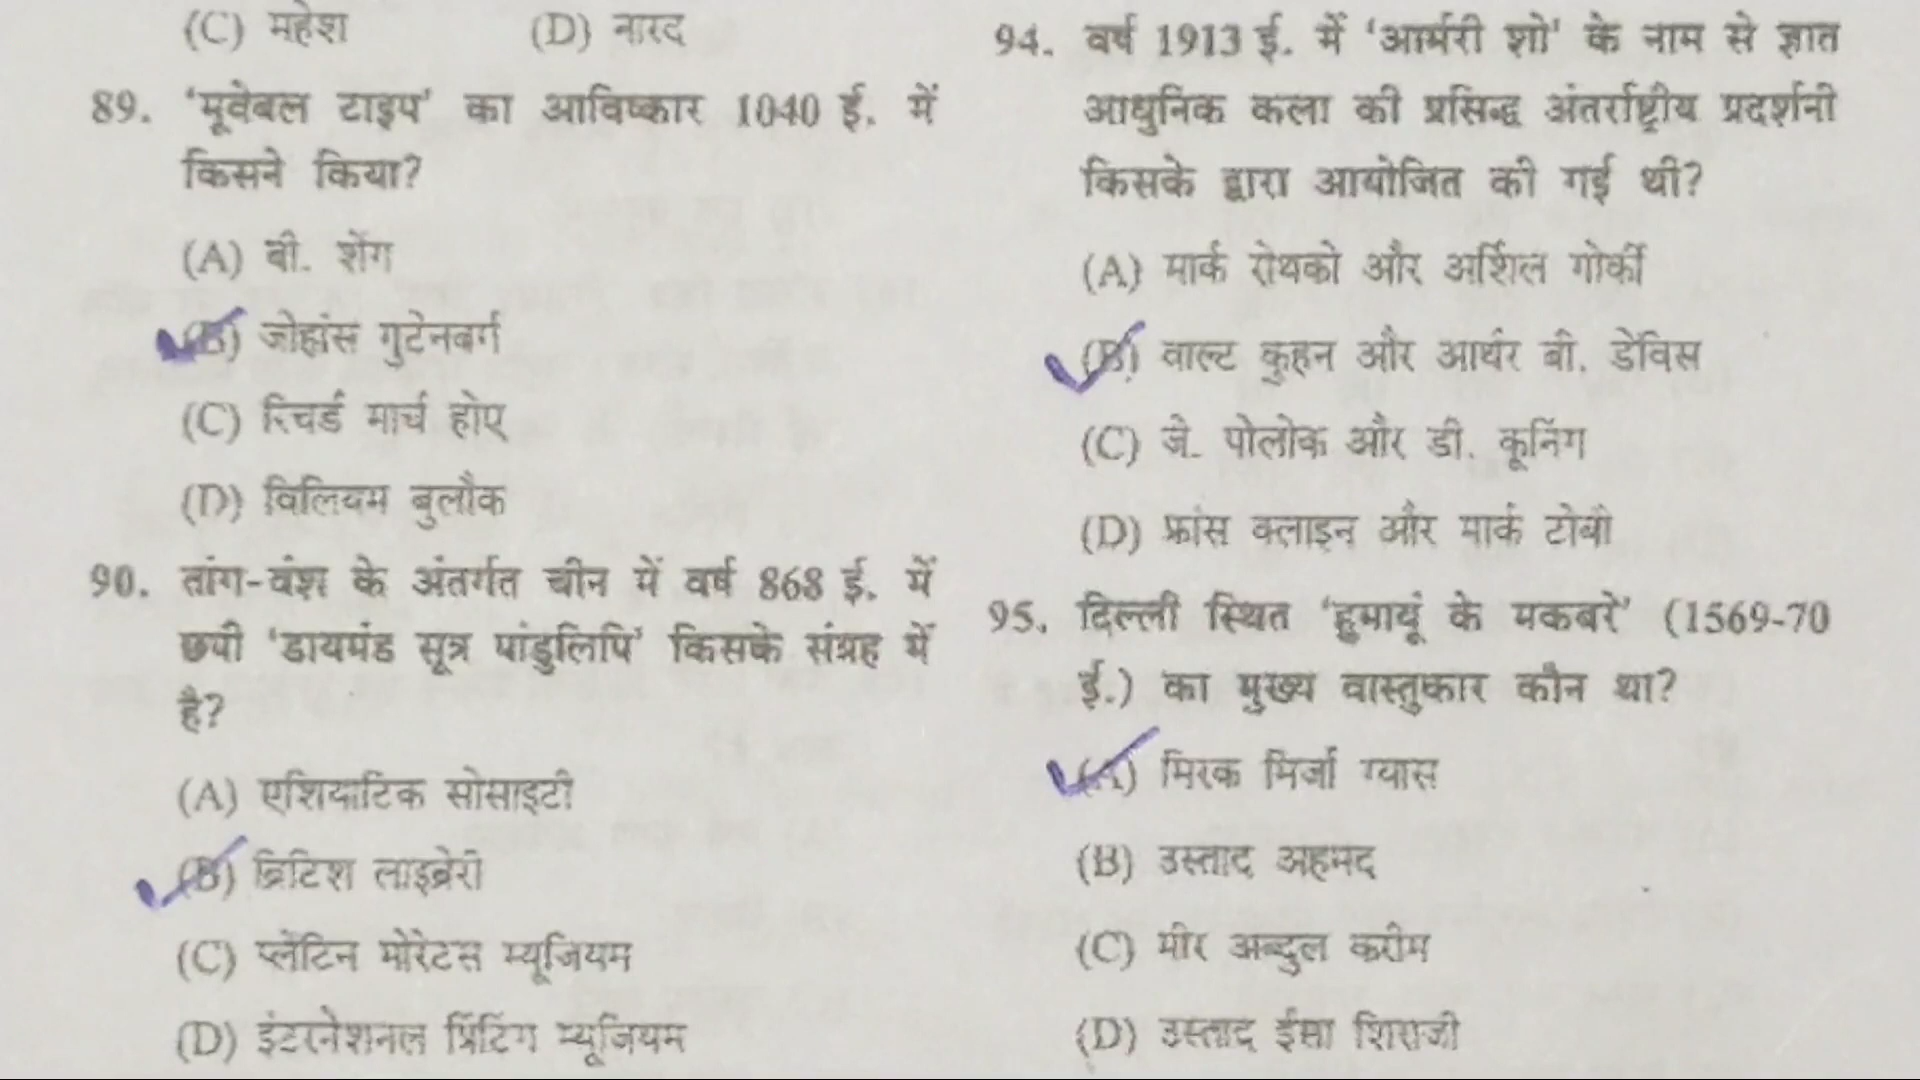 (C) महेश (D) नारद
89. 'मूवेबल टाइप' का आविष्कार 1040 ई. में
किसने किया?
(A) बी. शेंग
(B) जोहांस गुटेनबर्ग
(C) रिचर्ड मार्च होए
(D) विलियम बुलौक
90. तांग-वंश के अंतर्गत चीन में वर्ष 868 ई. में
छपी 'डायमंड सूत्र पांडुलिपि' किसके संग्रह में
है?
(A) एशियाटिक सोसाइटी
(B) ब्रिटिश लाइब्रेरी
(C) प्लेंटिन मोरेटस म्यूजियम
(D) इंटरनेशनल प्रिंटिंग म्यूजियम
94. वर्ष 1913 ई. में 'आर्मरी शो' के नाम से ज्ञात
आधुनिक कला की प्रसिद्ध अंतर्राष्ट्रीय प्रदर्शनी
किसके द्वारा आयोजित की गई थी?
(A) मार्क रोथको और अर्शिल गोर्की
(B) वाल्ट कुहन और आर्थर बी. डेविस
(C) जे. पोलोक और डी. कूनिंग
(D) फ्रांस क्लाइन और मार्क टोबी
95. दिल्ली स्थित 'हुमायूं के मकबरे' (1569-70
ई.) का मुख्य वास्तुकार कौन था?
(A) मिरक मिर्जा ग्यास
(B) उस्ताद अहमद
(C) मीर अब्दुल करीम
(D) उस्ताद ईसा शिराजी